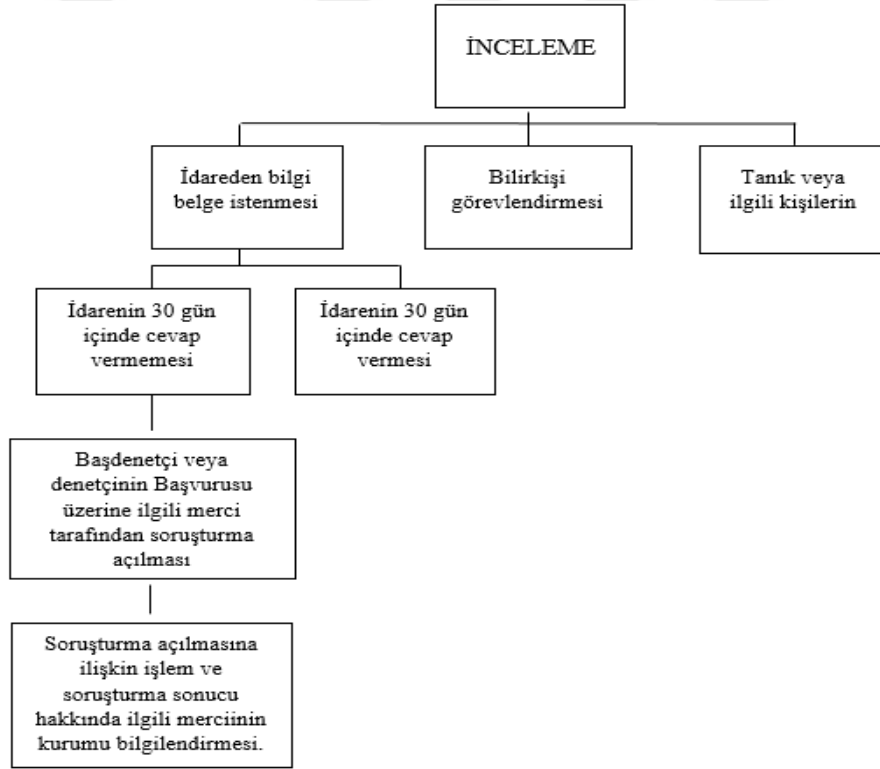 İNCELEME
İdareden bilgi
belge istenmesi
Bilirkişi
görevlendirmesi
Tanık veya
ilgili kişilerin
İdarenin 30 gün
içinde cevap
vermemesi
İdarenin 30 gün
içinde cevap
vermesi
Başdenetçi veya
denetçinin Başvurusu
üzerine ilgili merci
tarafından soruşturma
açılması
Soruşturma açılmasına
ilişkin işlem ve
soruşturma sonucu
hakkında ilgili merciinin
kurumu bilgilendirmesi.